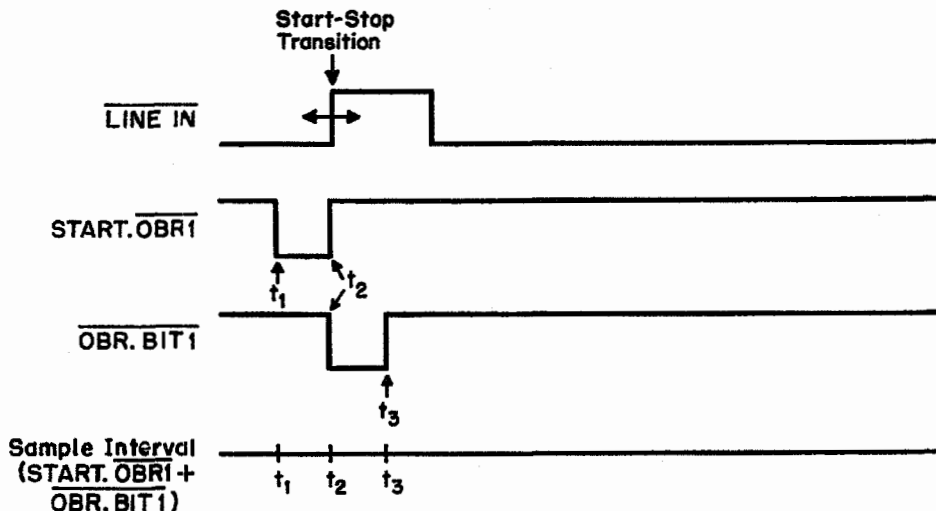 Start-Stop
Transition
LINE IN
START.OBR1
t1
t2
OBR.BIT1
t3
Sample Interval
(START.OBR1+
OBR.BIT1)
t1 t2 t3